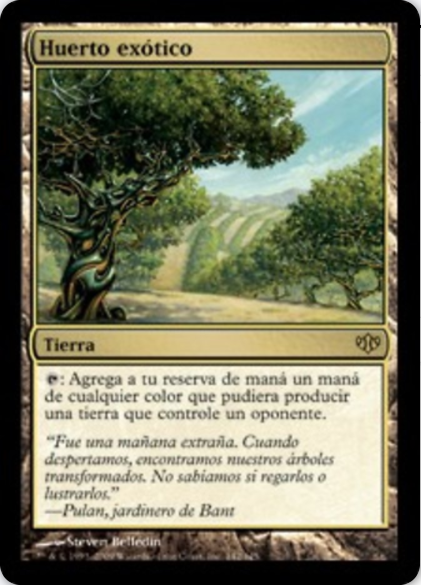 Huerto exótico
Tierra
: Agrega a tu reserva de maná un maná
de cualquier color que pudiera producir
una tierra que controle un oponente.
“Fue una mañana extraña. Cuando
despertamos, encontramos nuestros árboles
transformados. No sabíamos si regarlos o
lustrarlos.”
—Pulan, jardinero de Bant
Steven Belledin